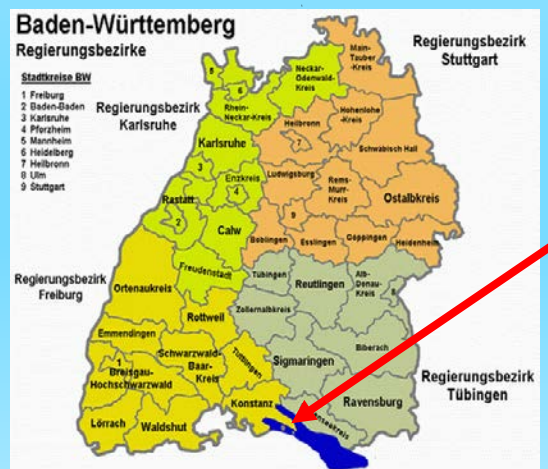 Baden-Württemberg
Regierungsbezirke
Stadtkreise BW
1 Freiburg
2 Baden-Baden
3 Karlsruhe
4 Pforzheim
5 Mannheim
6 Heidelberg
7 Heilbronn
8 Ulm
9 Stuttgart
Regierungsbezirk
Stuttgart
Regierungsbezirk
Karlsruhe
Regierungsbezirk
Freiburg
Regierungsbezirk
Tübingen
Main-
Tauber
-Kreis
Neckar-
Odenwald-
Kreis
5
6
Rhein-
Neckar-Kreis
Hohenlohe
-Kreis
Heilbronn
7
Karlsruhe
Schwäbisch Hall
3
Enzkreis
4
Ludwigsburg
Rems-
Murr-
Kreis
Ostalbkreis
Rastatt
2
9
Calw
Böblingen
Esslingen
Göppingen
Heidenheim
Freudenstadt
Tübingen
Reutlingen
Alb-
Donau-
Kreis
8
Ortenaukreis
Zollernalbkreis
Rottweil
Emmendingen
Biberach
1
Breisgau-
Hochschwarzwald
Schwarzwald-
Baar-
Kreis
Tuttlingen
Sigmaringen
Konstanz
Ravensburg
Lörrach
Waldshut